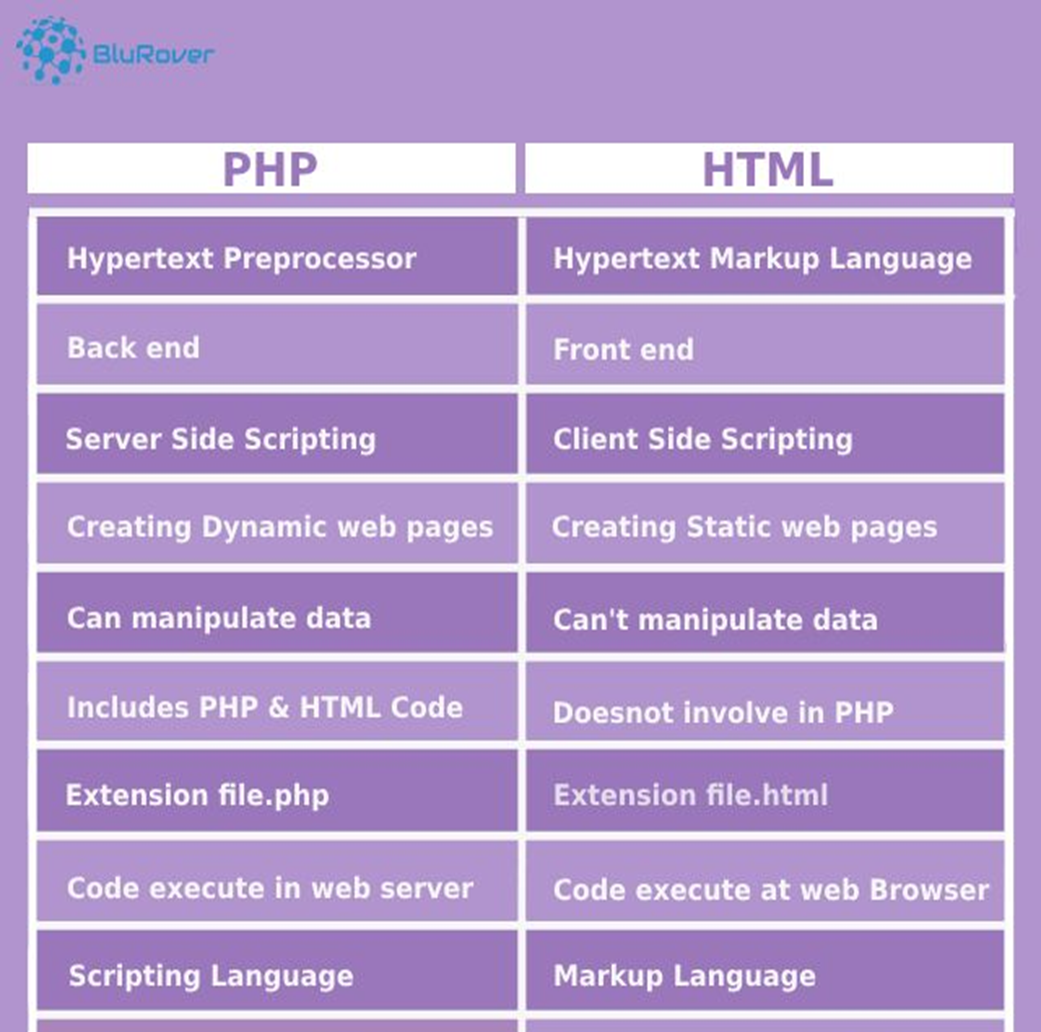 BluRover
PHP HTML
Hypertext Preprocessor Hypertext Markup Language
Back end Front end
Server Side Scripting Client Side Scripting
Creating Dynamic web pages Creating Static web pages
Can manipulate data Can't manipulate data
Includes PHP & HTML Code Doesnot involve in PHP
Extension file.php Extension file.html
Code execute in web server Code execute at web Browser
Scripting Language Markup Language